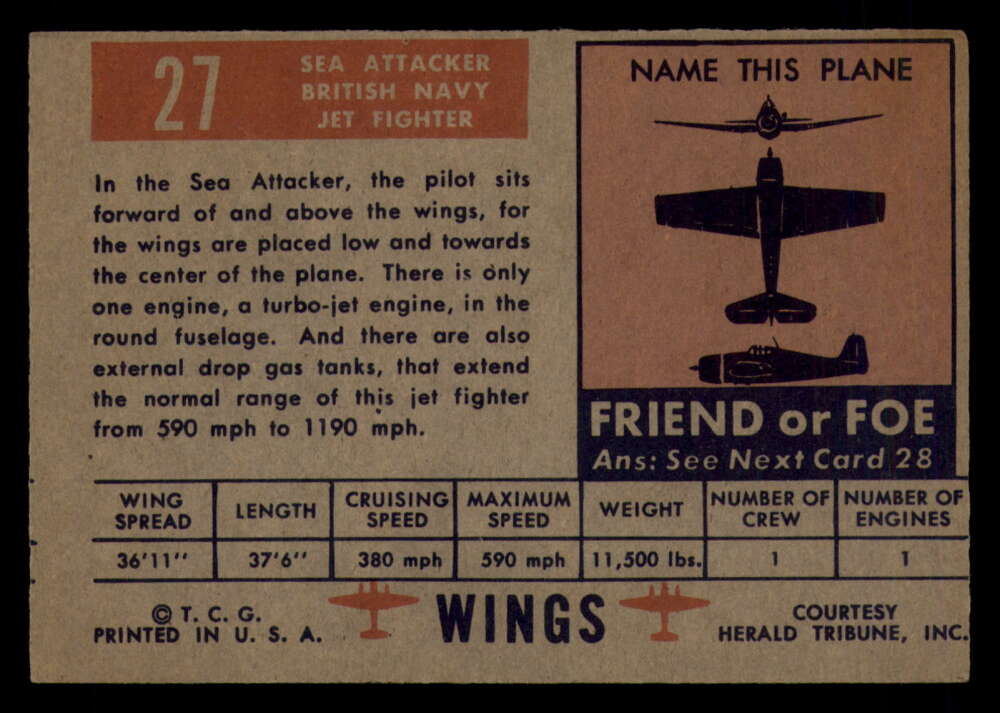 27
SEA ATTACKER
BRITISH NAVY
JET FIGHTER
In the Sea Attacker, the pilot sits
forward of and above the wings, for
the wings are placed low and towards
the center of the plane. There is only
one engine, a turbo-jet engine, in the
round fuselage. And there are also
external drop gas tanks, that extend
the normal range of this jet fighter
from 590 mph to 1190 mph.
NAME THIS PLANE
FRIEND or FOE
Ans: See Next Card 28
WING SPREAD LENGTH CRUISING SPEED MAXIMUM SPEED WEIGHT NUMBER OF CREW NUMBER OF ENGINES
36'11'' 37'6'' 380 mph 590 mph 11,500 lbs. 1 1
© T. C. G.
PRINTED IN U. S. A.
WINGS
COURTESY
HERALD TRIBUNE, INC.